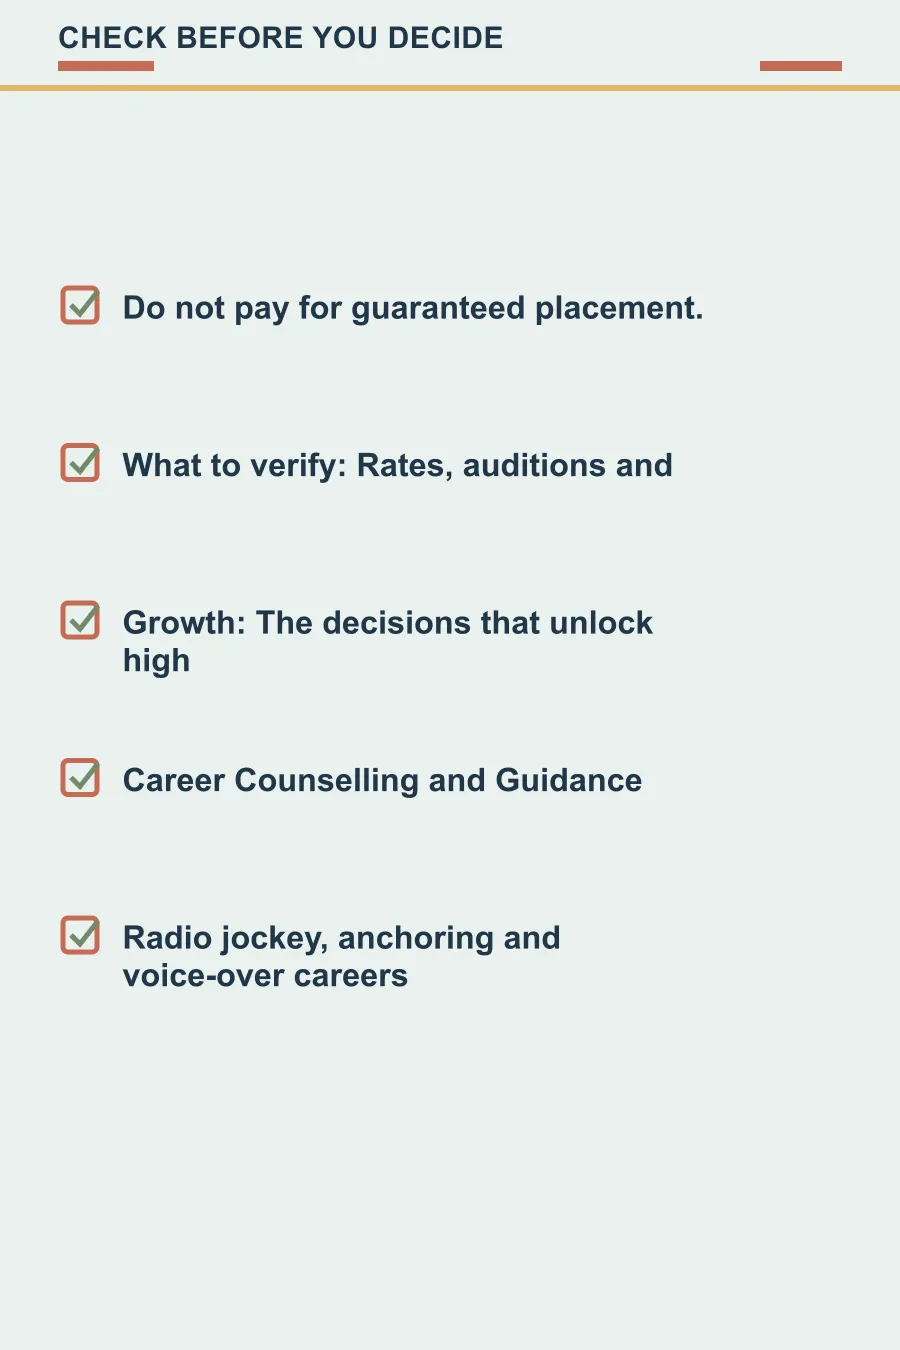 CHECK BEFORE YOU DECIDE
Do not pay for guaranteed placement.
What to verify: Rates, auditions and
Growth: The decisions that unlock
high
Career Counselling and Guidance
Radio jockey, anchoring and
voice-over careers